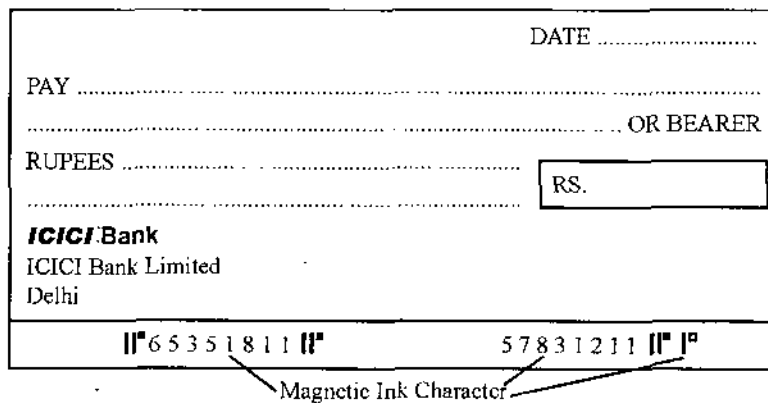 DATE ........................
PAY ................................................................................
................................................................ OR BEARER
RUPEES ................................................
................................................................ RS.
ICICI Bank
ICICI Bank Limited
Delhi
⑈65351811⑈ 57831211⑈ ⑆
Magnetic Ink Character